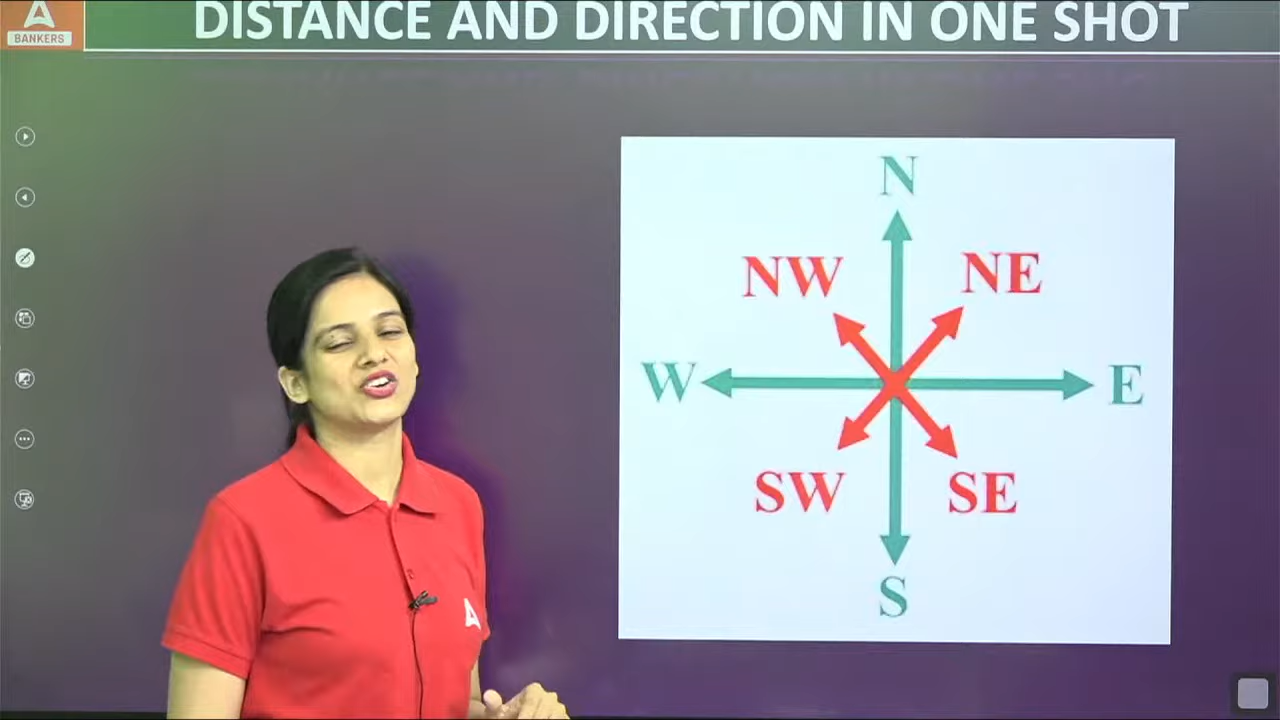 A
BANKERS
DISTANCE AND DIRECTION IN ONE SHOT
N
NW
NE
W
E
SW
SE
S
A